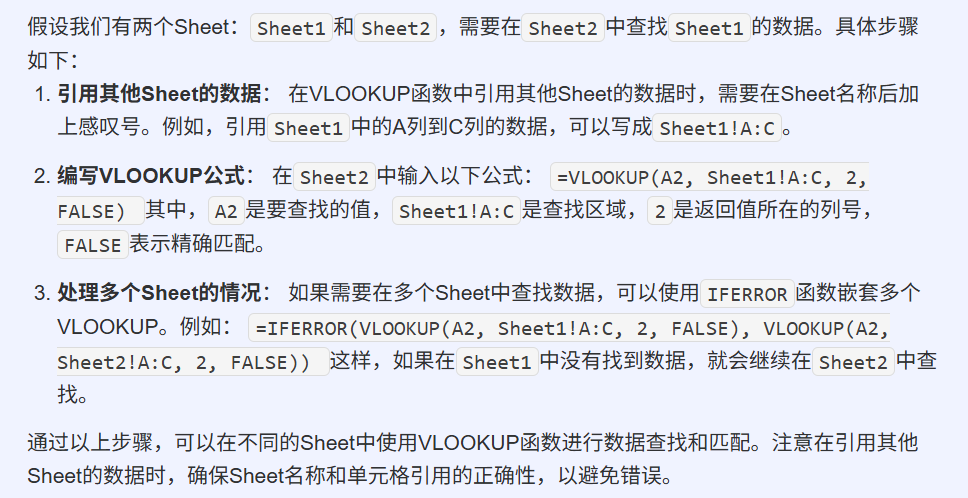 假设我们有两个Sheet：Sheet1和Sheet2，需要在Sheet2中查找Sheet1的数据。具体步骤
如下：
1. 引用其他Sheet的数据： 在VLOOKUP函数中引用其他Sheet的数据时，需要在Sheet名称后加
上感叹号。例如，引用Sheet1中的A列到C列的数据，可以写成Sheet1!A:C。
2. 编写VLOOKUP公式： 在Sheet2中输入以下公式： =VLOOKUP(A2, Sheet1!A:C, 2,
FALSE) 其中，A2是要查找的值，Sheet1!A:C是查找区域，2是返回值所在的列号，
FALSE表示精确匹配。
3. 处理多个Sheet的情况： 如果需要在多个Sheet中查找数据，可以使用IFERROR函数嵌套多个
VLOOKUP。例如： =IFERROR(VLOOKUP(A2, Sheet1!A:C, 2, FALSE), VLOOKUP(A2,
Sheet2!A:C, 2, FALSE)) 这样，如果在Sheet1中没有找到数据，就会继续在Sheet2中查
找。
通过以上步骤，可以在不同的Sheet中使用VLOOKUP函数进行数据查找和匹配。注意在引用其他
Sheet的数据时，确保Sheet名称和单元格引用的正确性，以避免错误。